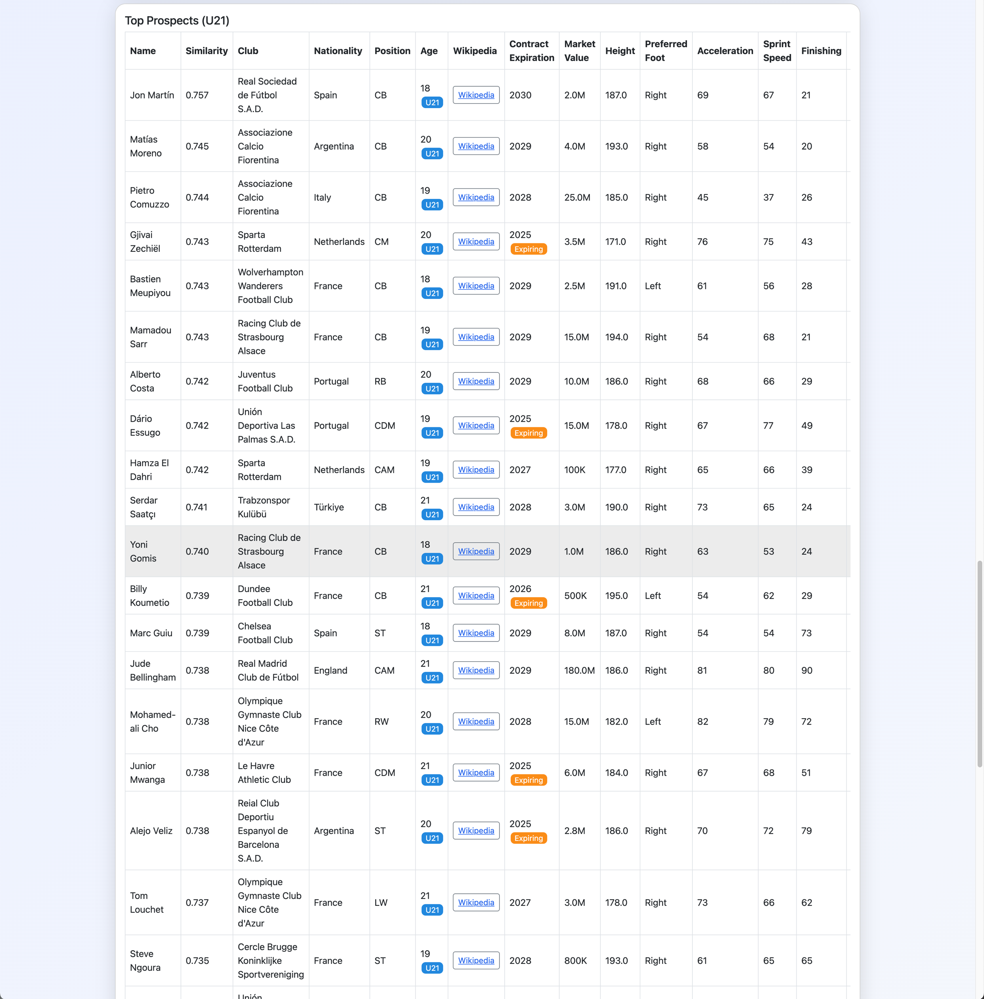 Top Prospects (U21)
Name Similarity Club Nationality Position Age Wikipedia Contract Expiration Market Value Height Preferred Foot Acceleration Sprint Speed Finishing
Jon Martín 0.757 Real Sociedad de Fútbol S.A.D. Spain CB 18 U21 Wikipedia 2030 2.0M 187.0 Right 69 67 21
Matías Moreno 0.745 Associazione Calcio Fiorentina Argentina CB 20 U21 Wikipedia 2029 4.0M 193.0 Right 58 54 20
Pietro Comuzzo 0.744 Associazione Calcio Fiorentina Italy CB 19 U21 Wikipedia 2028 25.0M 185.0 Right 45 37 26
Gjivai Zechiël 0.743 Sparta Rotterdam Netherlands CM 20 U21 Wikipedia 2025 Expiring 3.5M 171.0 Right 76 75 43
Bastien Meupiyou 0.743 Wolverhampton Wanderers Football Club France CB 18 U21 Wikipedia 2029 2.5M 191.0 Left 61 56 28
Mamadou Sarr 0.743 Racing Club de Strasbourg Alsace France CB 19 U21 Wikipedia 2029 15.0M 194.0 Right 54 68 21
Alberto Costa 0.742 Juventus Football Club Portugal RB 20 U21 Wikipedia 2029 10.0M 186.0 Right 68 66 29
Dário Essugo 0.742 Unión Deportiva Las Palmas S.A.D. Portugal CDM 19 U21 Wikipedia 2025 Expiring 15.0M 178.0 Right 67 77 49
Hamza El Dahri 0.742 Sparta Rotterdam Netherlands CAM 19 U21 Wikipedia 2027 100K 177.0 Right 65 66 39
Serdar Saatçı 0.741 Trabzonspor Kulübü Türkiye CB 21 U21 Wikipedia 2028 3.0M 190.0 Right 73 65 24
Yoni Gomis 0.740 Racing Club de Strasbourg Alsace France CB 18 U21 Wikipedia 2029 1.0M 186.0 Right 63 53 24
Billy Koumetio 0.739 Dundee Football Club France CB 21 U21 Wikipedia 2026 Expiring 500K 195.0 Left 54 62 29
Marc Guiu 0.739 Chelsea Football Club Spain ST 18 U21 Wikipedia 2029 8.0M 187.0 Right 54 54 73
Jude Bellingham 0.738 Real Madrid Club de Fútbol England CAM 21 U21 Wikipedia 2029 180.0M 186.0 Right 81 80 90
Mohamed-ali Cho 0.738 Olympique Gymnaste Club Nice Côte d'Azur France RW 20 U21 Wikipedia 2028 15.0M 182.0 Left 82 79 72
Junior Mwanga 0.738 Le Havre Athletic Club France CDM 21 U21 Wikipedia 2025 Expiring 6.0M 184.0 Right 67 68 51
Alejo Veliz 0.738 Reial Club Deportiu Espanyol de Barcelona S.A.D. Argentina ST 20 U21 Wikipedia 2025 Expiring 2.8M 186.0 Right 70 72 79
Tom Louchet 0.737 Olympique Gymnaste Club Nice Côte d'Azur France LW 21 U21 Wikipedia 2027 3.0M 178.0 Right 73 66 62
Steve Ngoura 0.735 Cercle Brugge Koninklijke Sportvereniging France ST 19 U21 Wikipedia 2028 800K 193.0 Right 61 65 65
Unión